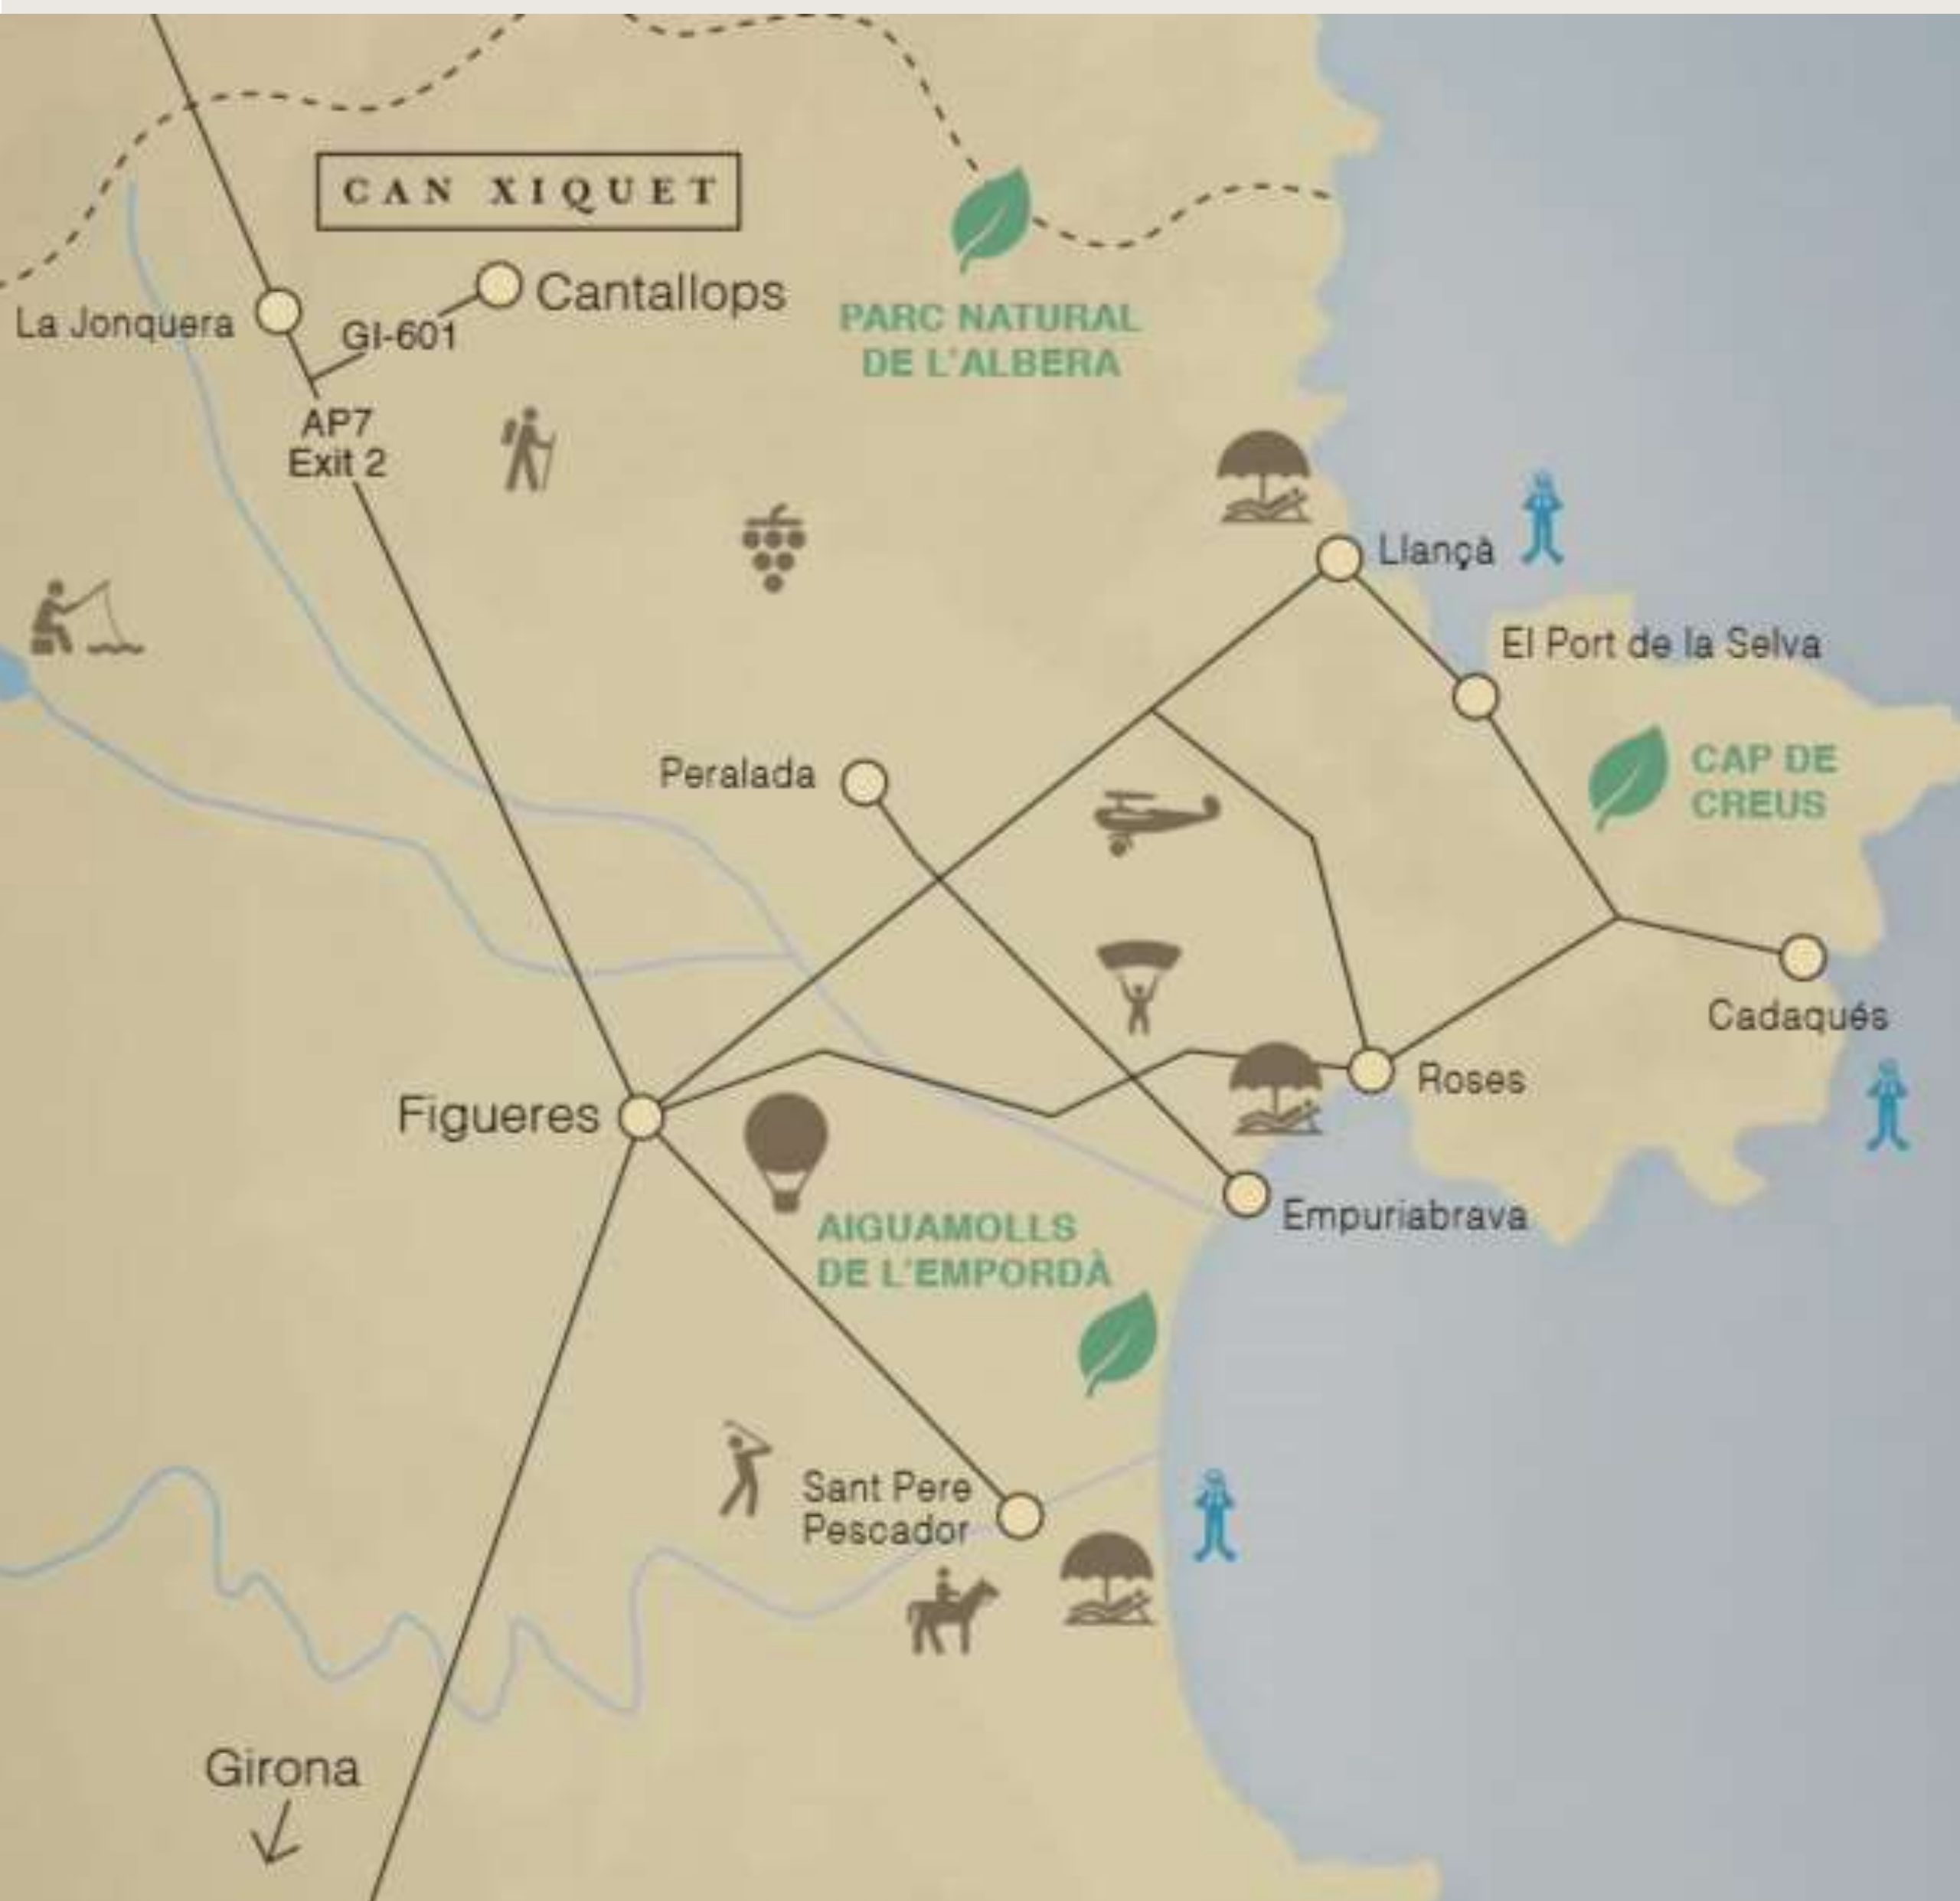 CAN XIQUET
Cantallops
La Jonquera
GI-601
PARC NATURAL
DE L'ALBERA
AP7
Exit 2
Llançà
El Port de la Selva
Peralada
CAP DE
CREUS
Cadaqués
Roses
Figueres
Empuriabrava
AIGUAMOLLS
DE L'EMPORDÀ
Sant Pere
Pescador
Girona